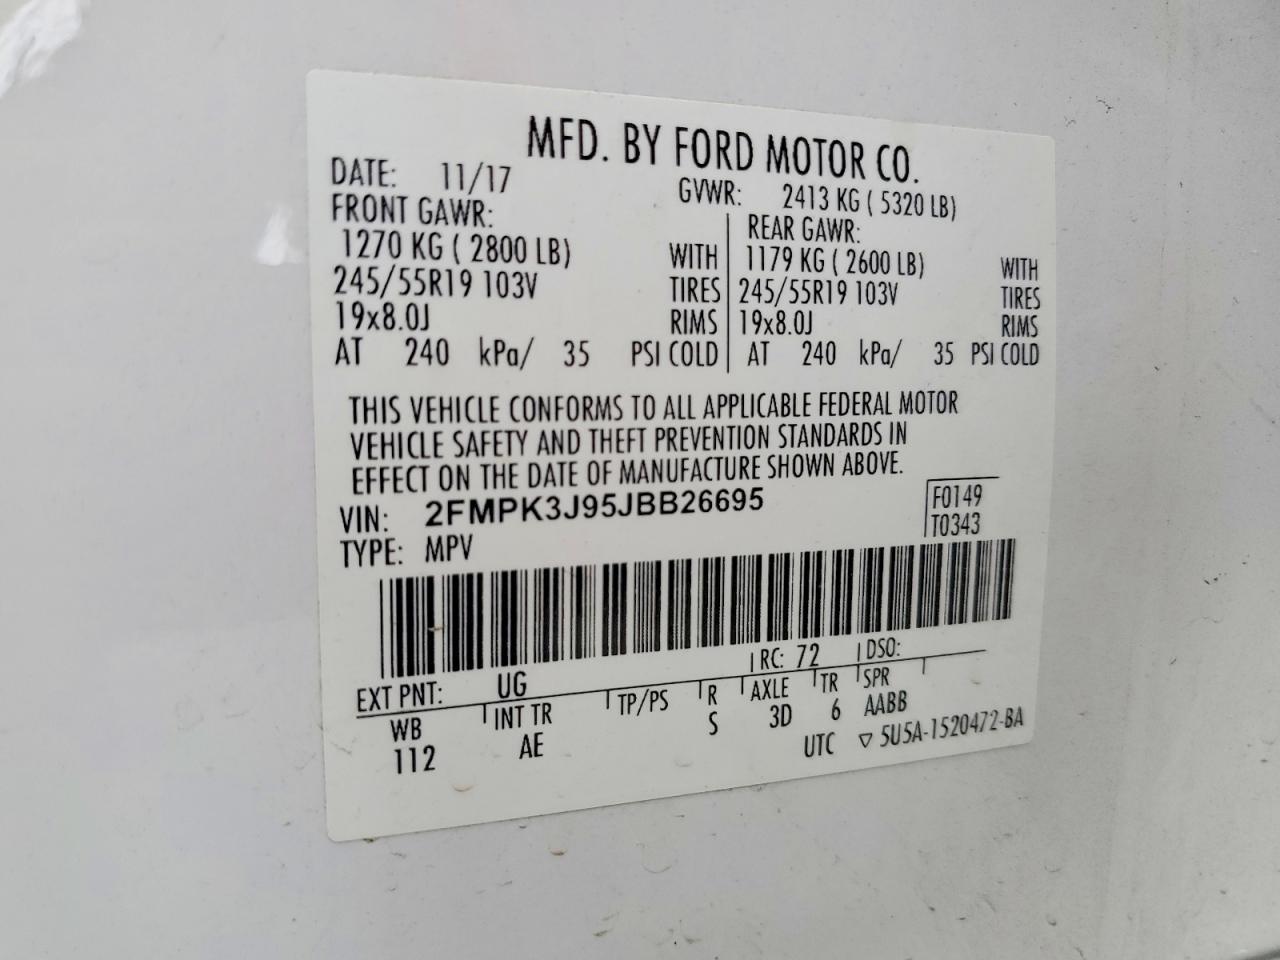 MFD. BY FORD MOTOR CO.
DATE: 11/17 GVWR: 2413 KG ( 5320 LB)
FRONT GAWR: REAR GAWR:
1270 KG ( 2800 LB) WITH 1179 KG ( 2600 LB) WITH
245/55R19 103V TIRES 245/55R19 103V TIRES
19x8.0J RIMS 19x8.0J RIMS
AT 240 kPa/ 35 PSI COLD AT 240 kPa/ 35 PSI COLD
THIS VEHICLE CONFORMS TO ALL APPLICABLE FEDERAL MOTOR
VEHICLE SAFETY AND THEFT PREVENTION STANDARDS IN
EFFECT ON THE DATE OF MANUFACTURE SHOWN ABOVE.
VIN: 2FMPK3J95JBB26695 F0149
TYPE: MPV T0343
EXT PNT: UG RC: 72 DSO:
WB INT TR TP/PS R AXLE TR SPR
112 AE S 3D 6 AABB
UTC ▽ 5U5A-1520472-BA